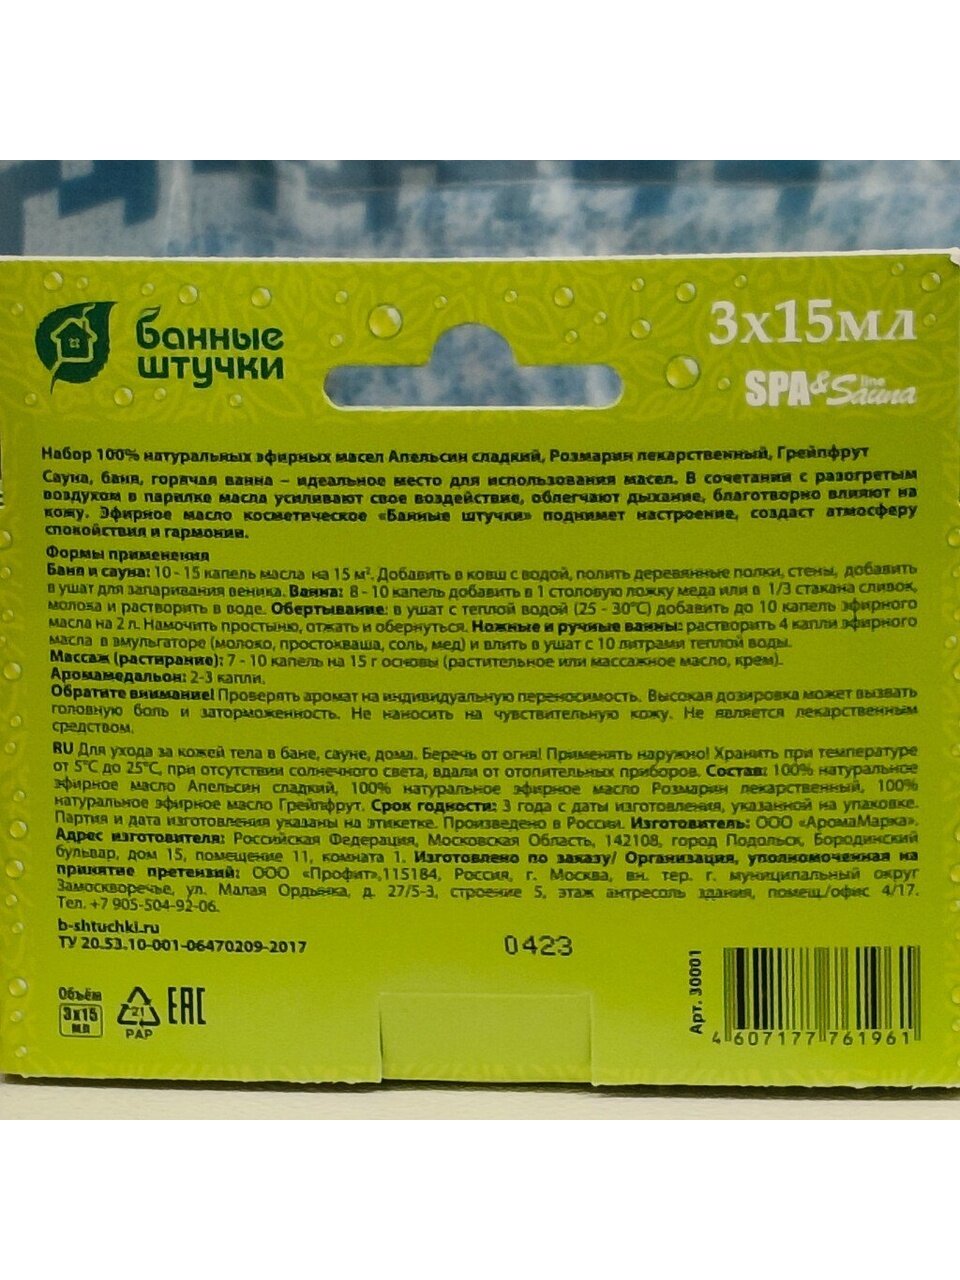 банные
штучки
3х15мл
SPA&Sauna line
Набор 100% натуральных эфирных масел Апельсин сладкий, Розмарин лекарственный, Грейпфрут
Сауна, баня, горячая ванна – идеальное место для использования масел. В сочетании с разогретым
воздухом в парилке масла усиливают свое воздействие, облегчают дыхание, благотворно влияют на
кожу. Эфирное масло косметическое «Банные штучки» поднимет настроение, создаст атмосферу
спокойствия и гармонии.
Формы применения
Баня и сауна: 10 - 15 капель масла на 15 м². Добавить в ковш с водой, полить деревянные полки, стены, добавить
в ушат для запаривания веника. Ванна: 8 - 10 капель добавить в 1 столовую ложку меда или в 1/3 стакана сливок,
молока и растворить в воде. Обертывание: в ушат с теплой водой (25 - 30°С) добавить до 10 капель эфирного
масла на 2 л. Намочить простыню, отжать и обернуться. Ножные и ручные ванны: растворить 4 капли эфирного
масла в эмульгаторе (молоко, простокваша, соль, мед) и влить в ушат с 10 литрами теплой воды.
Массаж (растирание): 7 - 10 капель на 15 г основы (растительное или массажное масло, крем).
Аромамедальон: 2-3 капли.
Обратите внимание! Проверять аромат на индивидуальную переносимость. Высокая дозировка может вызвать
головную боль и заторможенность. Не наносить на чувствительную кожу. Не является лекарственным
средством.
RU Для ухода за кожей тела в бане, сауне, дома. Беречь от огня! Применять наружно! Хранить при температуре
от 5°С до 25°С, при отсутствии солнечного света, вдали от отопительных приборов. Состав: 100% натуральное
эфирное масло Апельсин сладкий, 100% натуральное эфирное масло Розмарин лекарственный, 100%
натуральное эфирное масло Грейпфрут. Срок годности: 3 года с даты изготовления, указанной на упаковке.
Партия и дата изготовления указаны на этикетке. Произведено в России. Изготовитель: ООО «АромаМарка».
Адрес изготовителя: Российская Федерация, Московская Область, 142108, город Подольск, Бородинский
бульвар, дом 15, помещение 11, комната 1. Изготовлено по заказу/ Организация, уполномоченная на
принятие претензий: ООО «Профит»,115184, Россия, г. Москва, вн. тер. г. муниципальный округ
Замоскворечье, ул. Малая Ордынка, д. 27/5-3, строение 5, этаж антресоль здания, помещ./офис 4/17.
Тел. +7 905-504-92-06.
b-shtuchki.ru
ТУ 20.53.10-001-06470209-2017
0423
Объём
3х15
мл
21
PAP
EAC
Арт. 30001
4 607177 761961